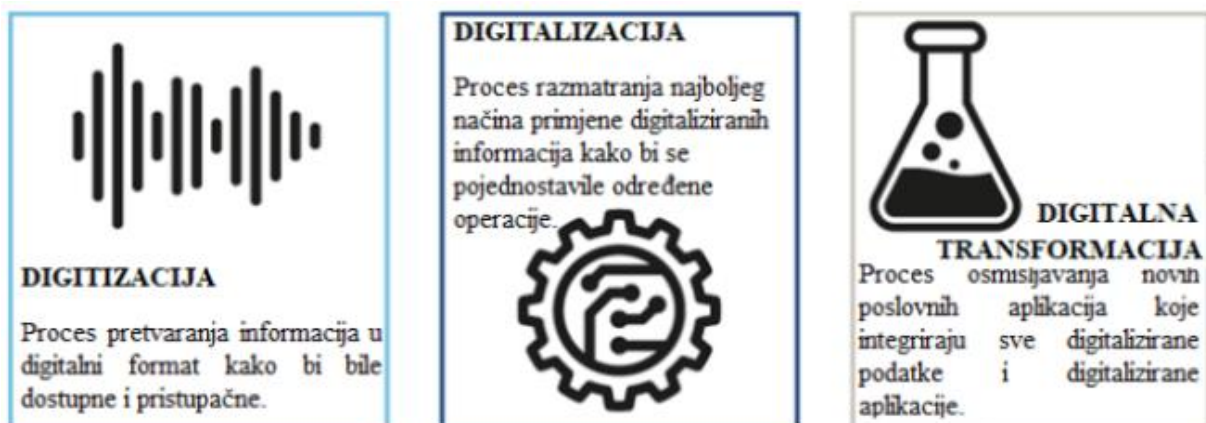 DIGITIZACIJA
Proces pretvaranja informacija u
digitalni format kako bi bile
dostupne i pristupačne.
DIGITALIZACIJA
Proces razmatranja najboljeg
načina primjene digitaliziranih
informacija kako bi se
pojednostavile određene
operacije.
DIGITALNA
TRANSFORMACIJA
Proces osmišljavanja novih
poslovnih aplikacija koje
integriraju sve digitalizirane
podatke i digitalizirane
aplikacije.